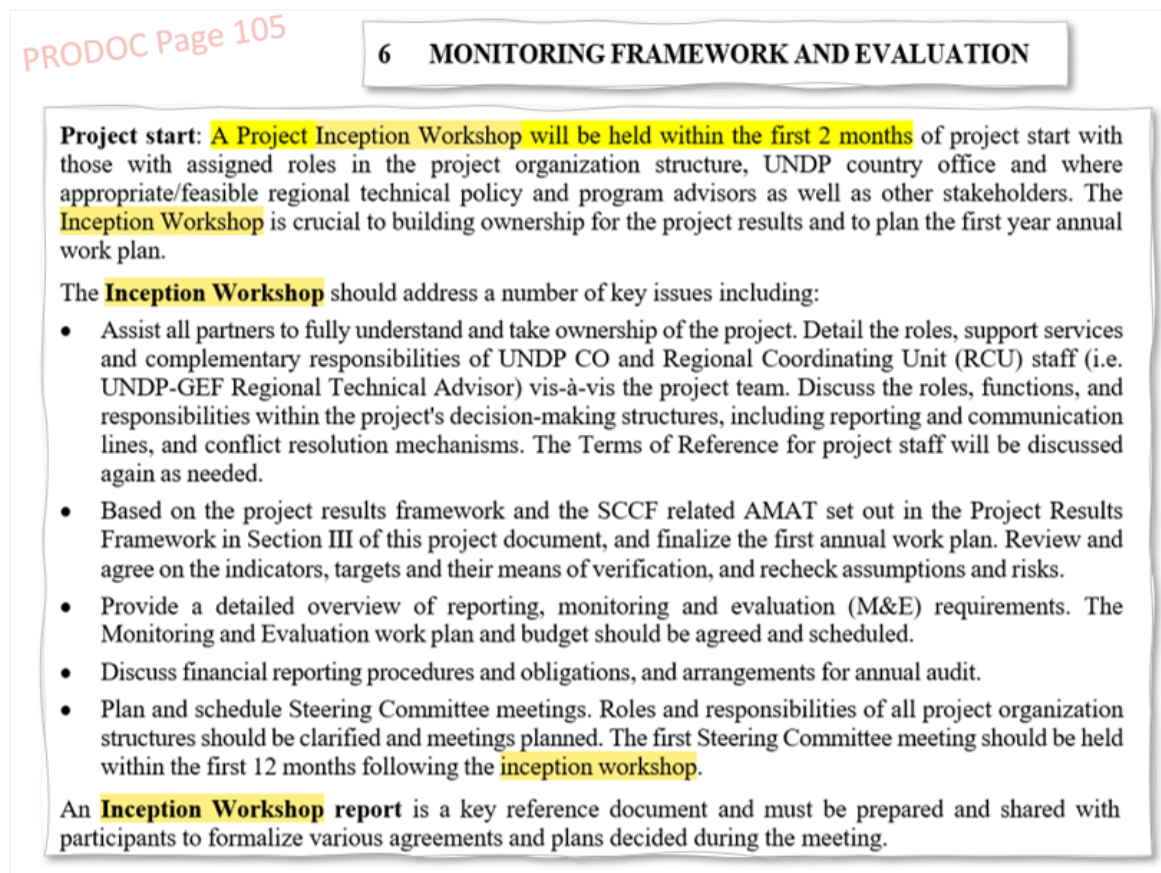 PRODOC Page 105
6 MONITORING FRAMEWORK AND EVALUATION
Project start: A Project Inception Workshop will be held within the first 2 months of project start with
those with assigned roles in the project organization structure, UNDP country office and where
appropriate/feasible regional technical policy and program advisors as well as other stakeholders. The
Inception Workshop is crucial to building ownership for the project results and to plan the first year annual
work plan.
The Inception Workshop should address a number of key issues including:
• Assist all partners to fully understand and take ownership of the project. Detail the roles, support services
and complementary responsibilities of UNDP CO and Regional Coordinating Unit (RCU) staff (i.e.
UNDP-GEF Regional Technical Advisor) vis-à-vis the project team. Discuss the roles, functions, and
responsibilities within the project's decision-making structures, including reporting and communication
lines, and conflict resolution mechanisms. The Terms of Reference for project staff will be discussed
again as needed.
• Based on the project results framework and the SCCF related AMAT set out in the Project Results
Framework in Section III of this project document, and finalize the first annual work plan. Review and
agree on the indicators, targets and their means of verification, and recheck assumptions and risks.
• Provide a detailed overview of reporting, monitoring and evaluation (M&E) requirements. The
Monitoring and Evaluation work plan and budget should be agreed and scheduled.
• Discuss financial reporting procedures and obligations, and arrangements for annual audit.
• Plan and schedule Steering Committee meetings. Roles and responsibilities of all project organization
structures should be clarified and meetings planned. The first Steering Committee meeting should be held
within the first 12 months following the inception workshop.
An Inception Workshop report is a key reference document and must be prepared and shared with
participants to formalize various agreements and plans decided during the meeting.